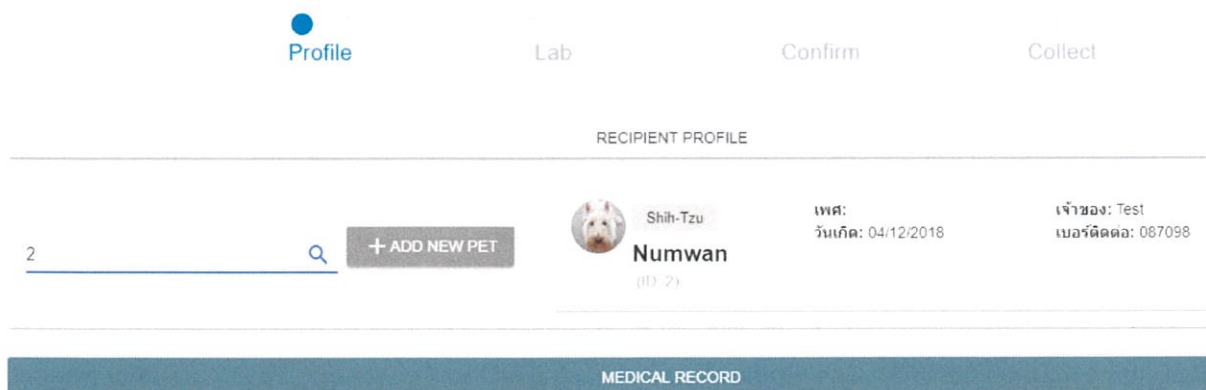 Profile Lab Confirm Collect
RECIPIENT PROFILE
2
+ ADD NEW PET
Shih-Tzu
Numwan
(ID: 2)
เพศ:
วันเกิด: 04/12/2018
เจ้าของ: Test
เบอร์ติดต่อ: 087098
MEDICAL RECORD